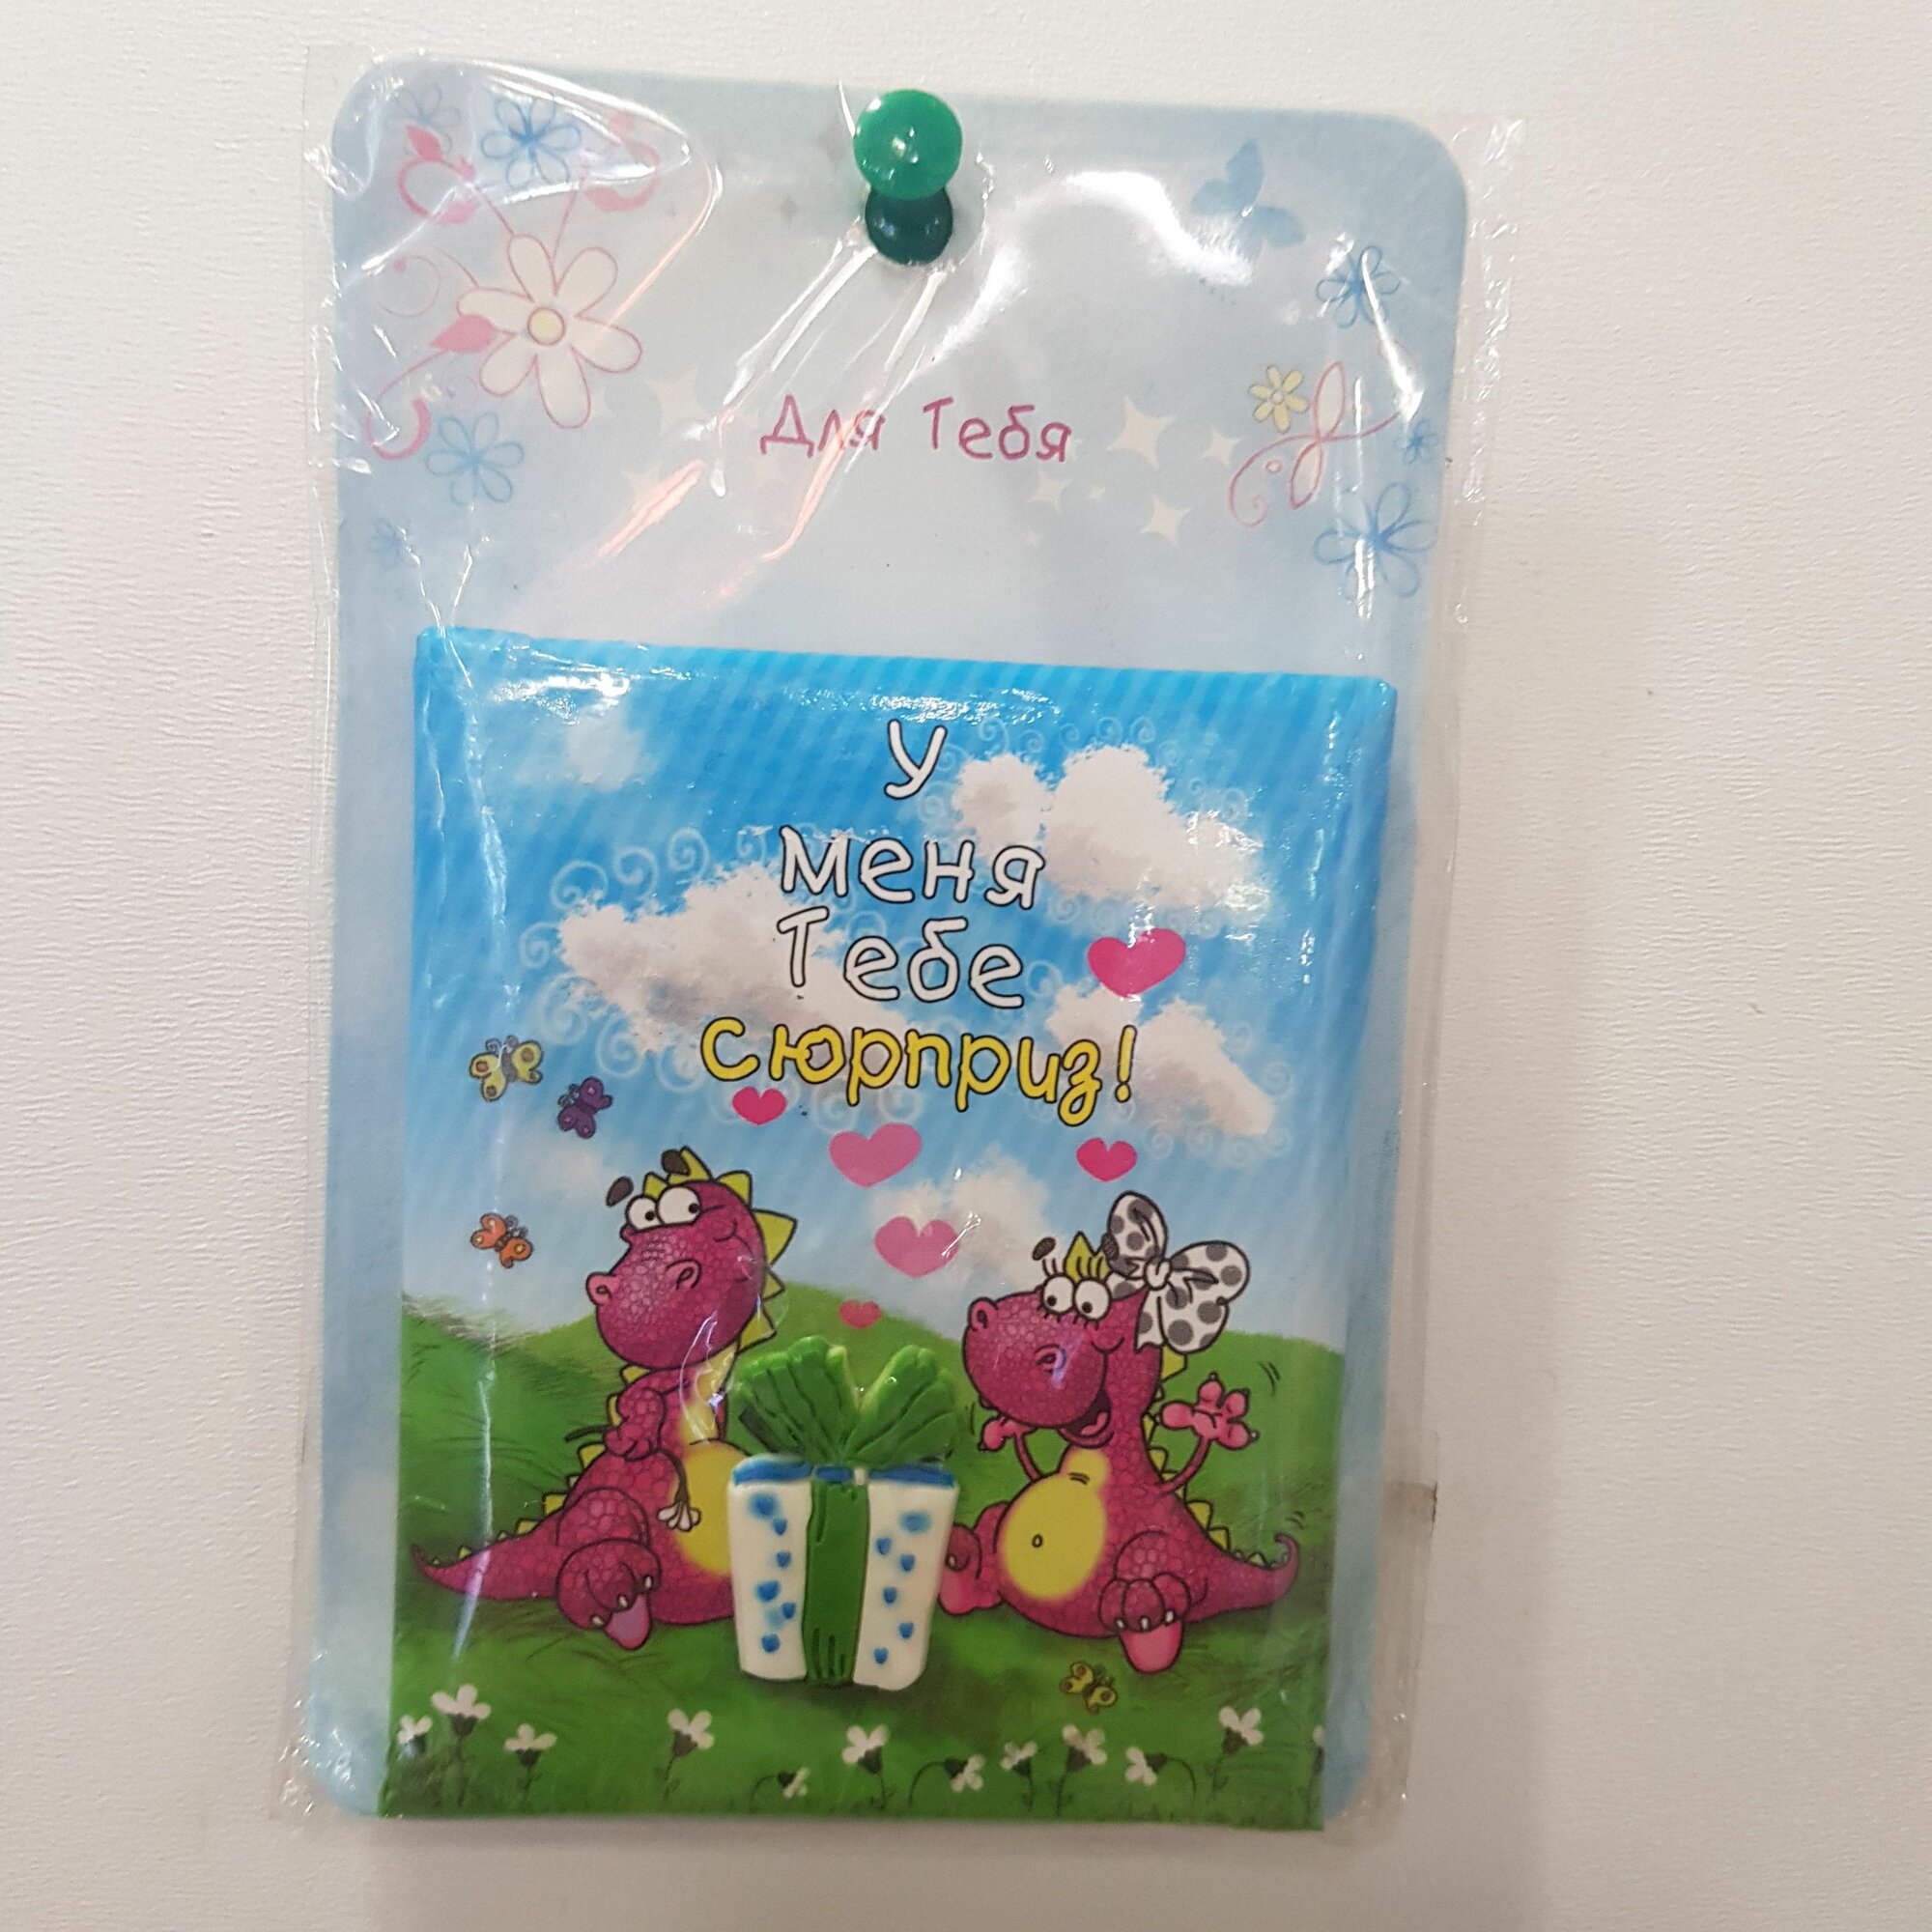 Для Тебя
У
меня
Тебе
сюрприз!